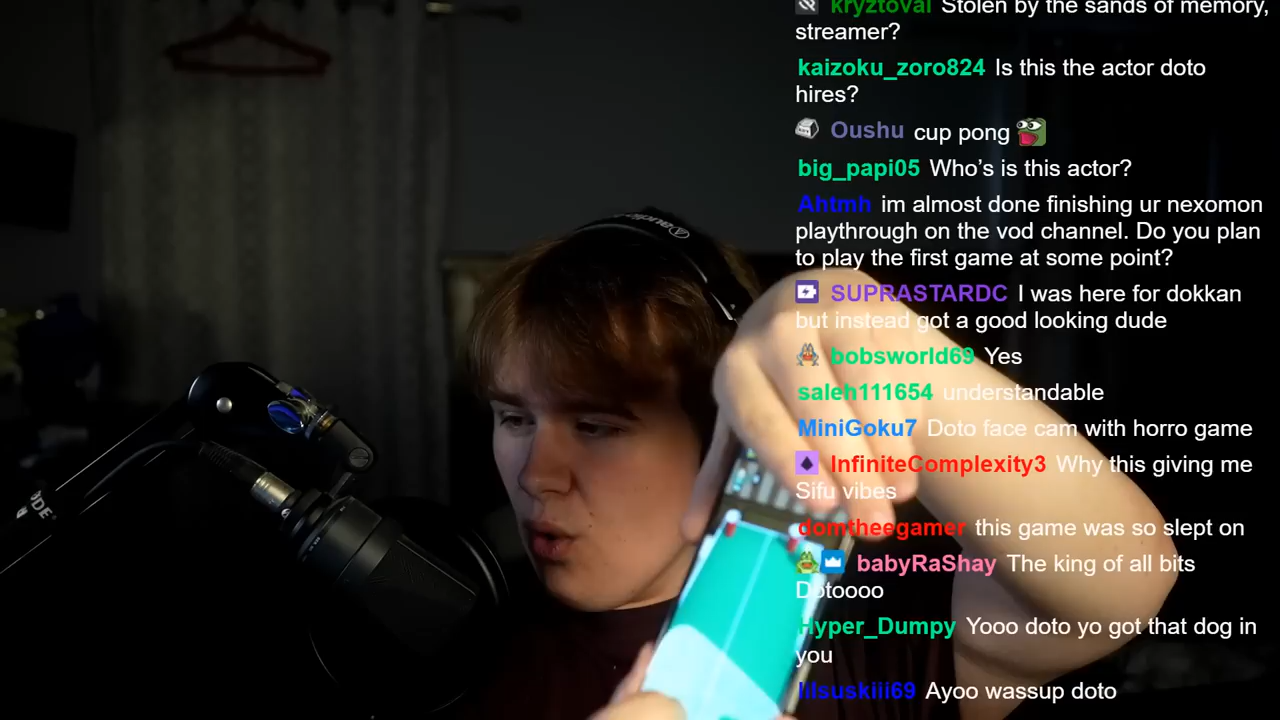 kryztoval Stolen by the sands of memory,
streamer?
kaizoku_zoro824 Is this the actor doto
hires?
Oushu cup pong
big_papi05 Who's is this actor?
Ahtmh im almost done finishing ur nexomon
playthrough on the vod channel. Do you plan
to play the first game at some point?
SUPRASTARDC I was here for dokkan
but instead got a good looking dude
bobsworld69 Yes
saleh111654 understandable
MiniGoku7 Doto face cam with horro game
InfiniteComplexity3 Why this giving me
Sifu vibes
domtheegamer this game was so slept on
babyRaShay The king of all bits
Dotoooo
Hyper_Dumpy Yooo doto yo got that dog in
you
lilsuskiii69 Ayoo wassup doto
audio
RØDE